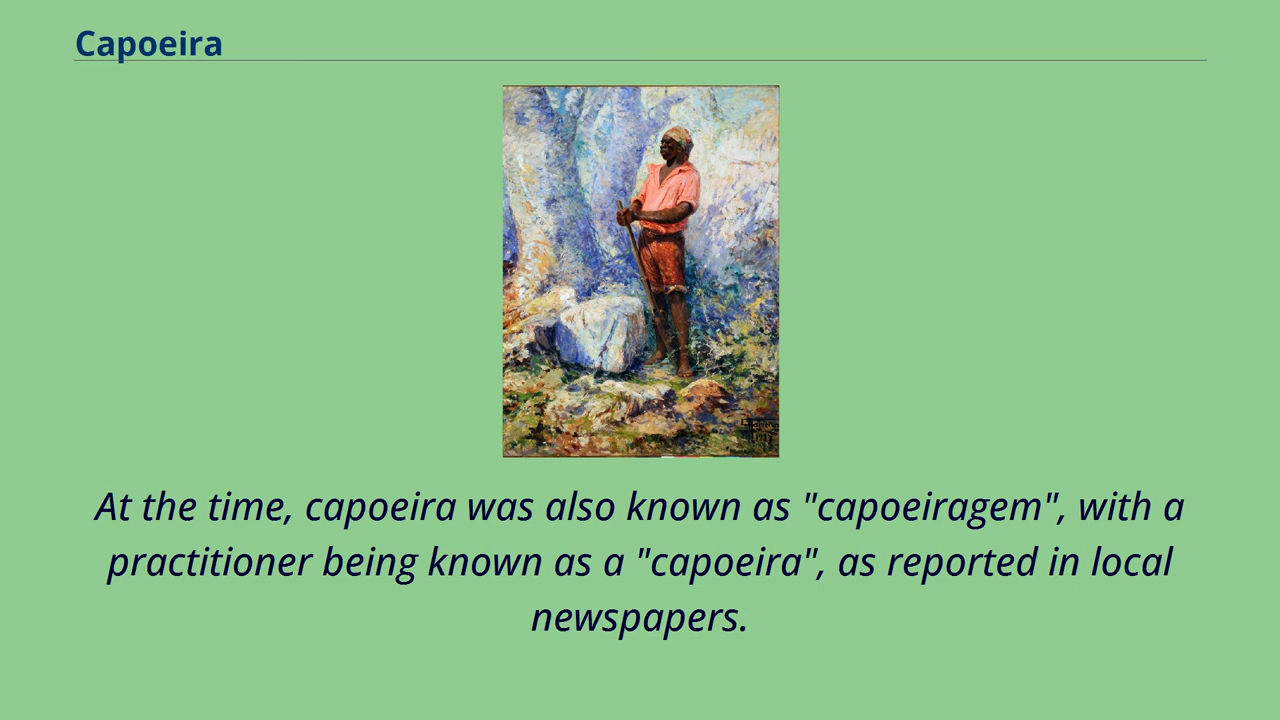 Capoeira
At the time, capoeira was also known as "capoeiragem", with a
practitioner being known as a "capoeira", as reported in local
newspapers.